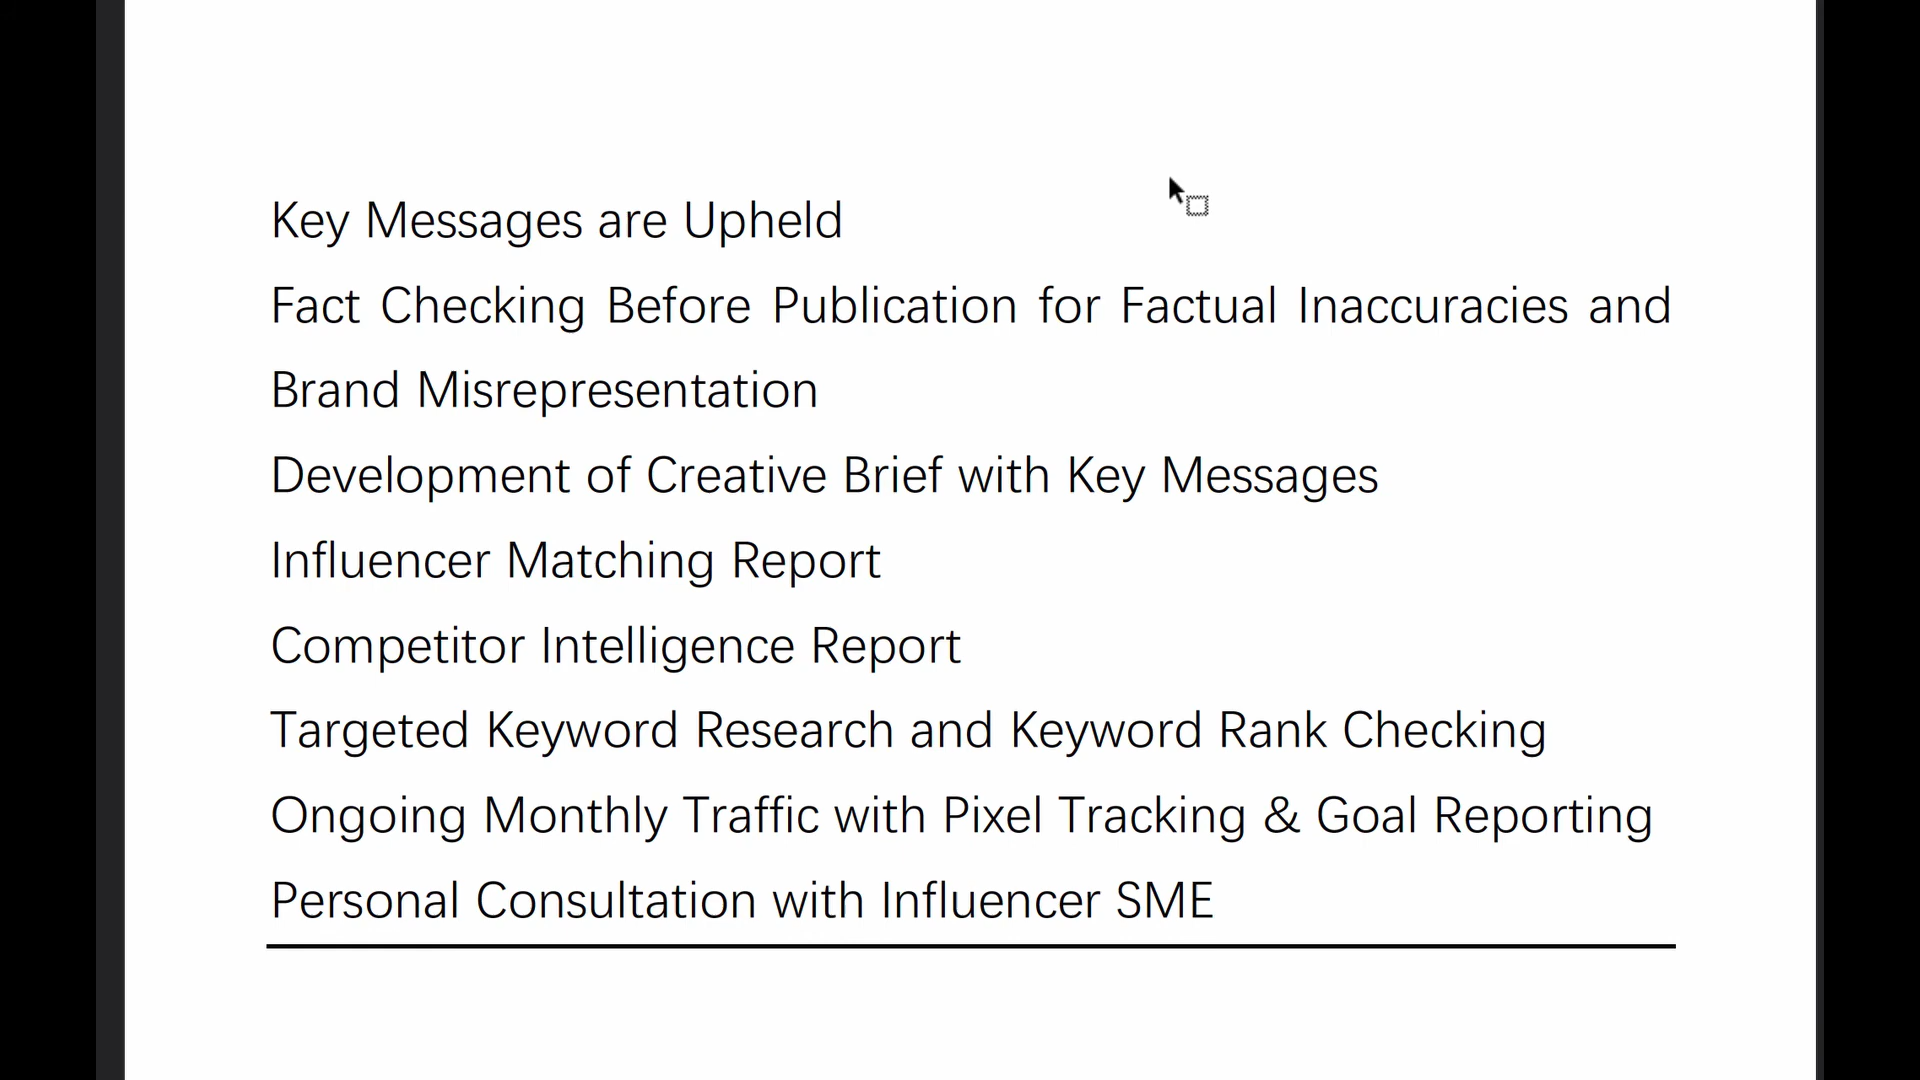 Key Messages are Upheld
Fact Checking Before Publication for Factual Inaccuracies and
Brand Misrepresentation
Development of Creative Brief with Key Messages
Influencer Matching Report
Competitor Intelligence Report
Targeted Keyword Research and Keyword Rank Checking
Ongoing Monthly Traffic with Pixel Tracking & Goal Reporting
Personal Consultation with Influencer SME